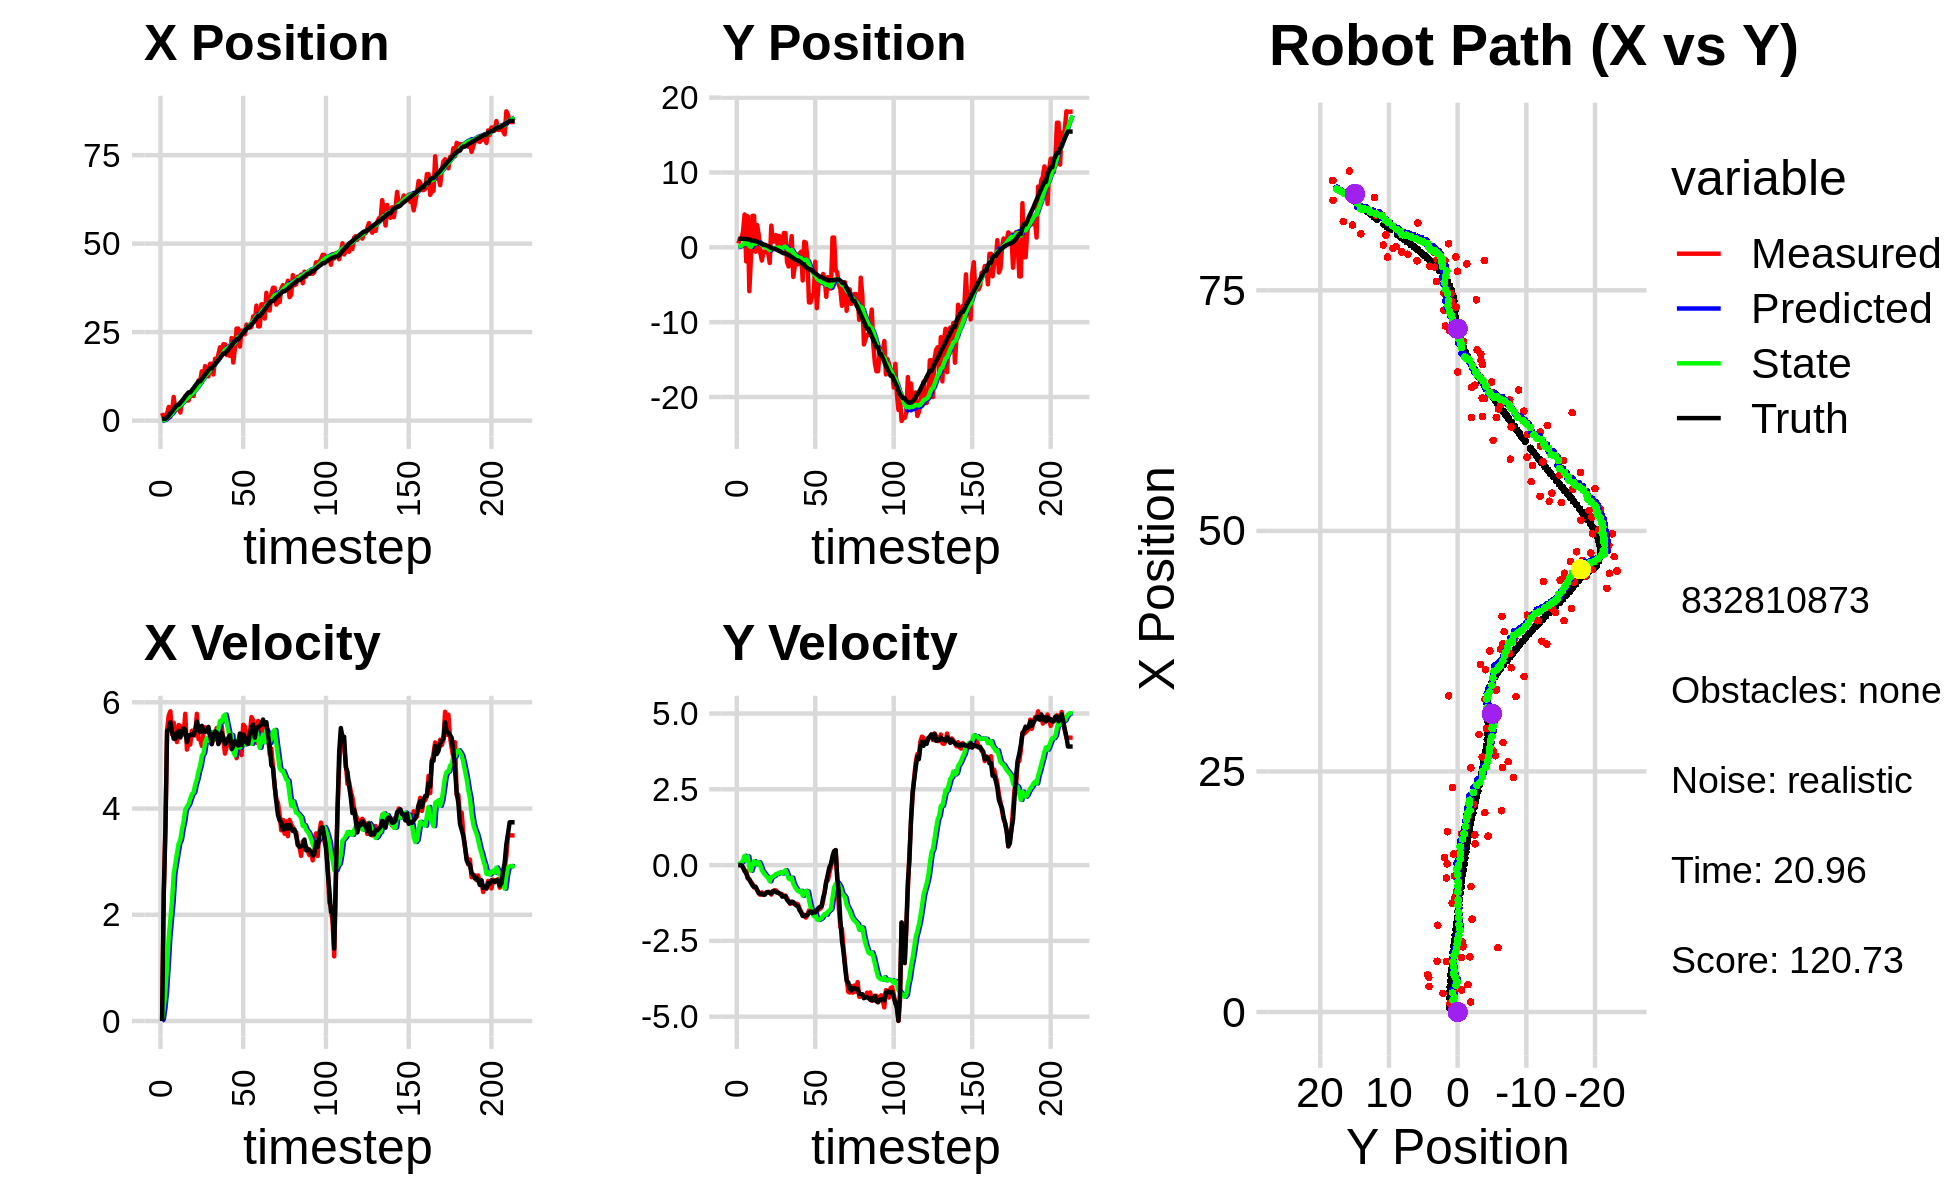 X Position
75
50
25
0
0
50
100
150
200
timestep
Y Position
20
10
0
-10
-20
0
50
100
150
200
timestep
X Velocity
6
4
2
0
0
50
100
150
200
timestep
Y Velocity
5.0
2.5
0.0
-2.5
-5.0
0
50
100
150
200
timestep
Robot Path (X vs Y)
X Position
75
50
25
0
20 10 0 -10 -20
Y Position
variable
Measured
Predicted
State
Truth
832810873
Obstacles: none
Noise: realistic
Time: 20.96
Score: 120.73